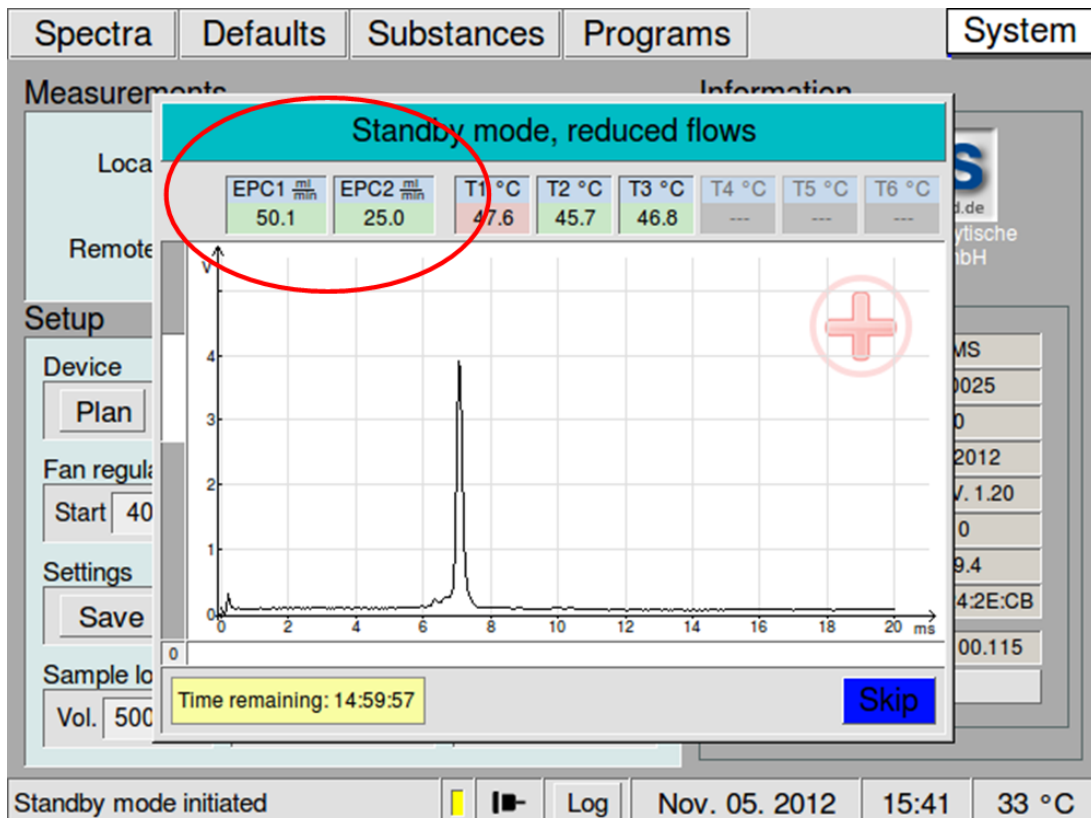 Spectra Defaults Substances Programs System
Measurements Information
Standby mode, reduced flows
Loca
EPC1 ml/min EPC2 ml/min T1 °C T2 °C T3 °C T4 °C T5 °C T6 °C
50.1 25.0 47.6 45.7 46.8 --- --- ---
s
d.de
ytische
Remote
mbH
V
Setup
4
MS
Device
0025
Plan
3
0
Fan regula
2012
2
Start 40
V. 1.20
0
1
Settings
9.4
Save
4:2E:CB
0
0 2 4 6 8 10 12 14 16 18 20 ms
00.115
0
Sample lo
Time remaining: 14:59:57
Skip
Vol. 500
Standby mode initiated Log Nov. 05. 2012 15:41 33 °C